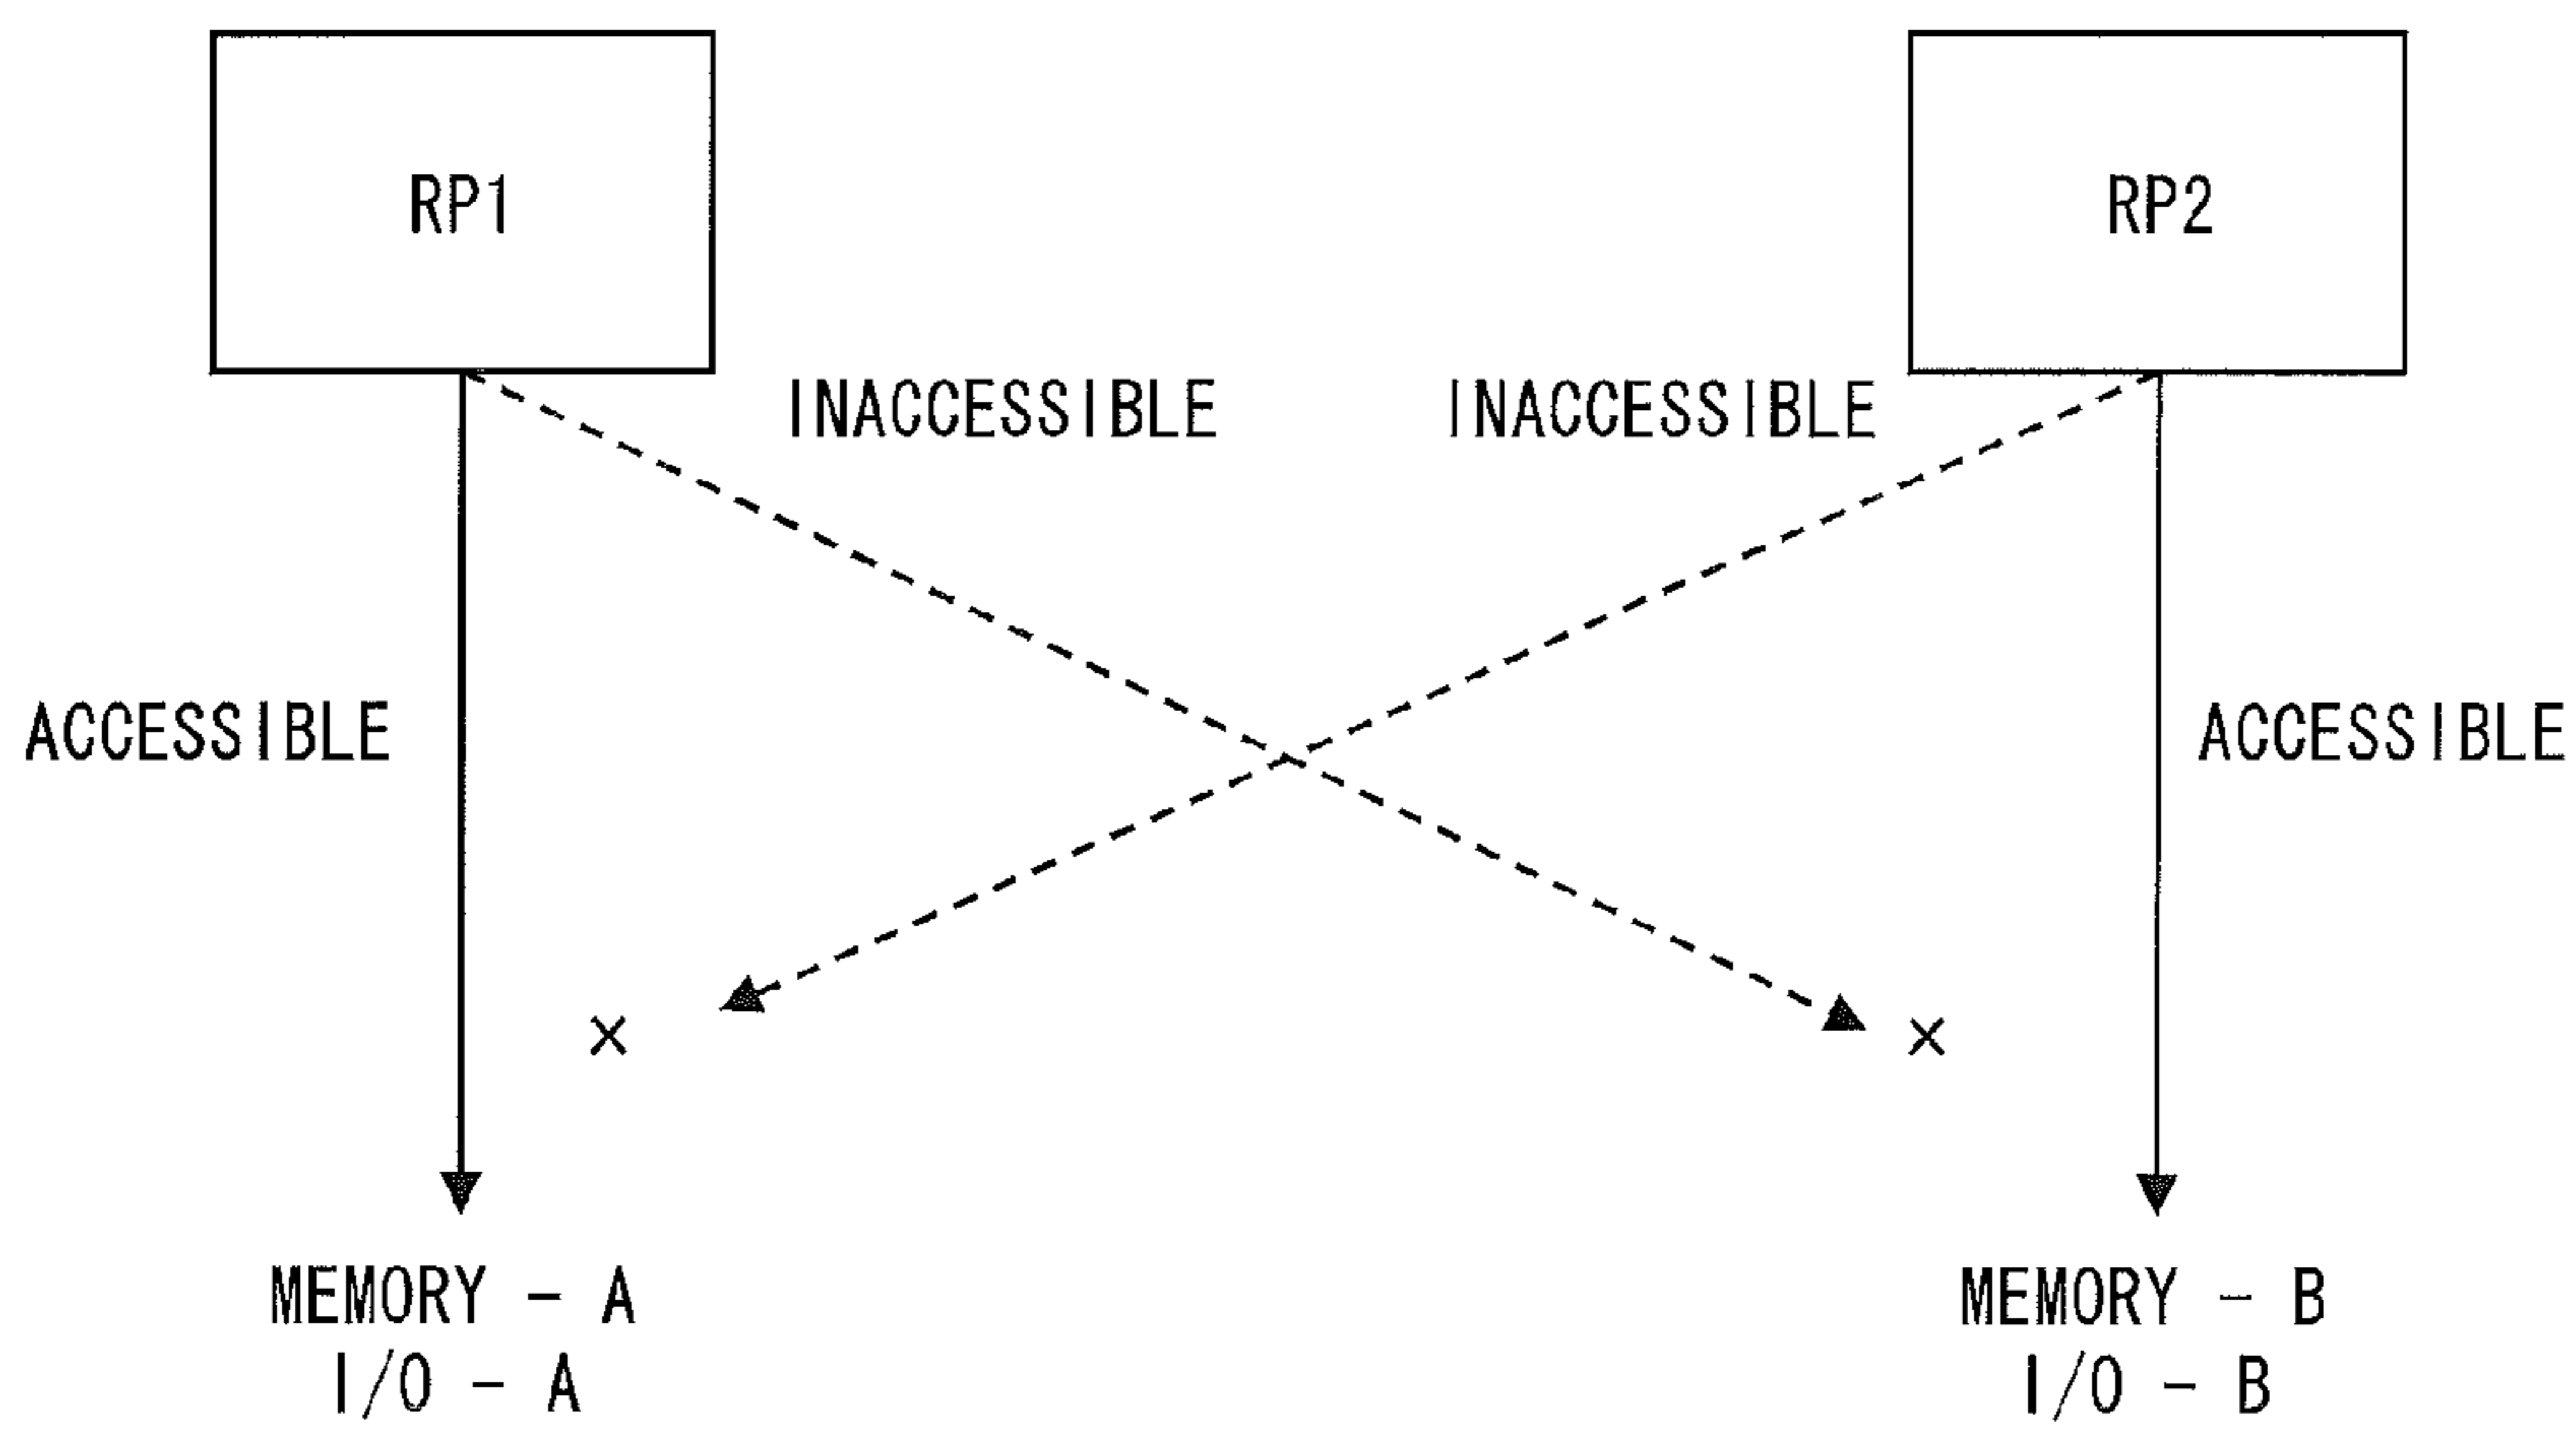 RP1
RP2
INACCESSIBLE
INACCESSIBLE
ACCESSIBLE
ACCESSIBLE
×
×
MEMORY - A
I/O - A
MEMORY - B
I/O - B